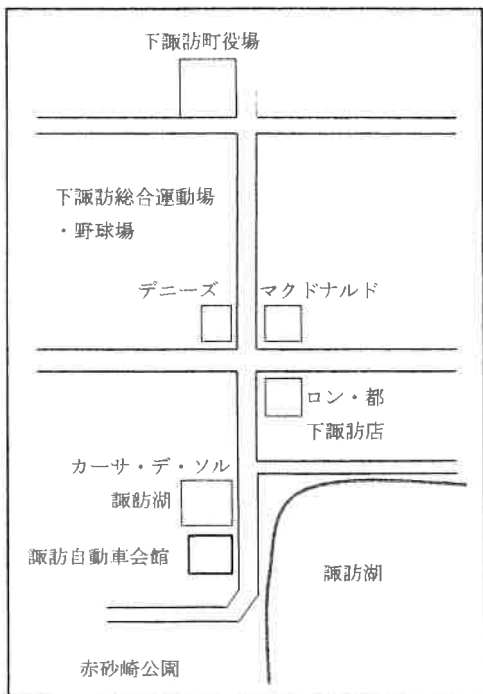 下諏訪町役場
下諏訪総合運動場
・野球場
デニーズ
マクドナルド
ロン・都
下諏訪店
カーサ・デ・ソル
諏訪湖
諏訪自動車会館
諏訪湖
赤砂崎公園